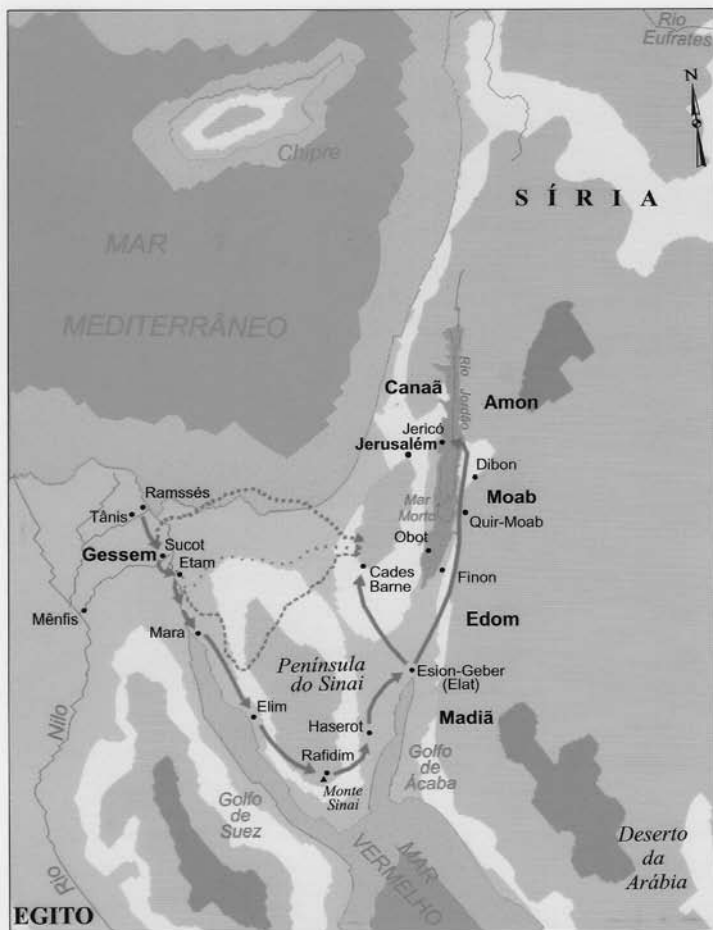 Rio
Eufrates
N
Chipre
SÍRIA
MAR
MEDITERRÂNEO
Rio Jordão
Canaã
Amon
Jericó
Jerusalém
Dibon
Ramssés
Mar
Morto
Moab
Tânis
Quir-Moab
Sucot
Gessem
Obot
Etam
Cades
Barne
Finon
Mênfis
Edom
Mara
Península
do Sinai
Esion-Geber
(Elat)
Elim
Madiã
Haserot
Nilo
Rafidim
Golfo
de
Ácaba
Monte
Sinai
Golfo
de
Suez
MAR
VERMELHO
Deserto
da
Arábia
Rio
EGITO